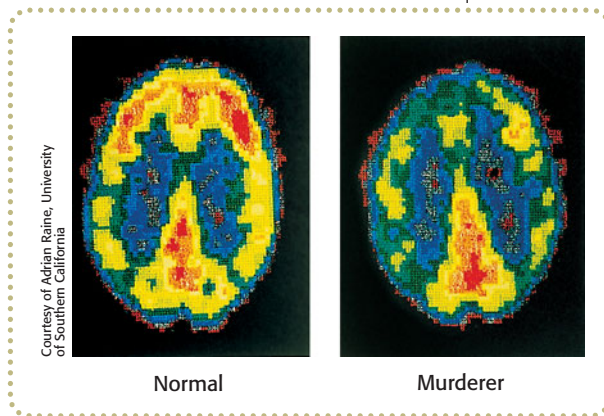 Courtesy of Adrian Raine, University
of Southern California
Normal
Murderer